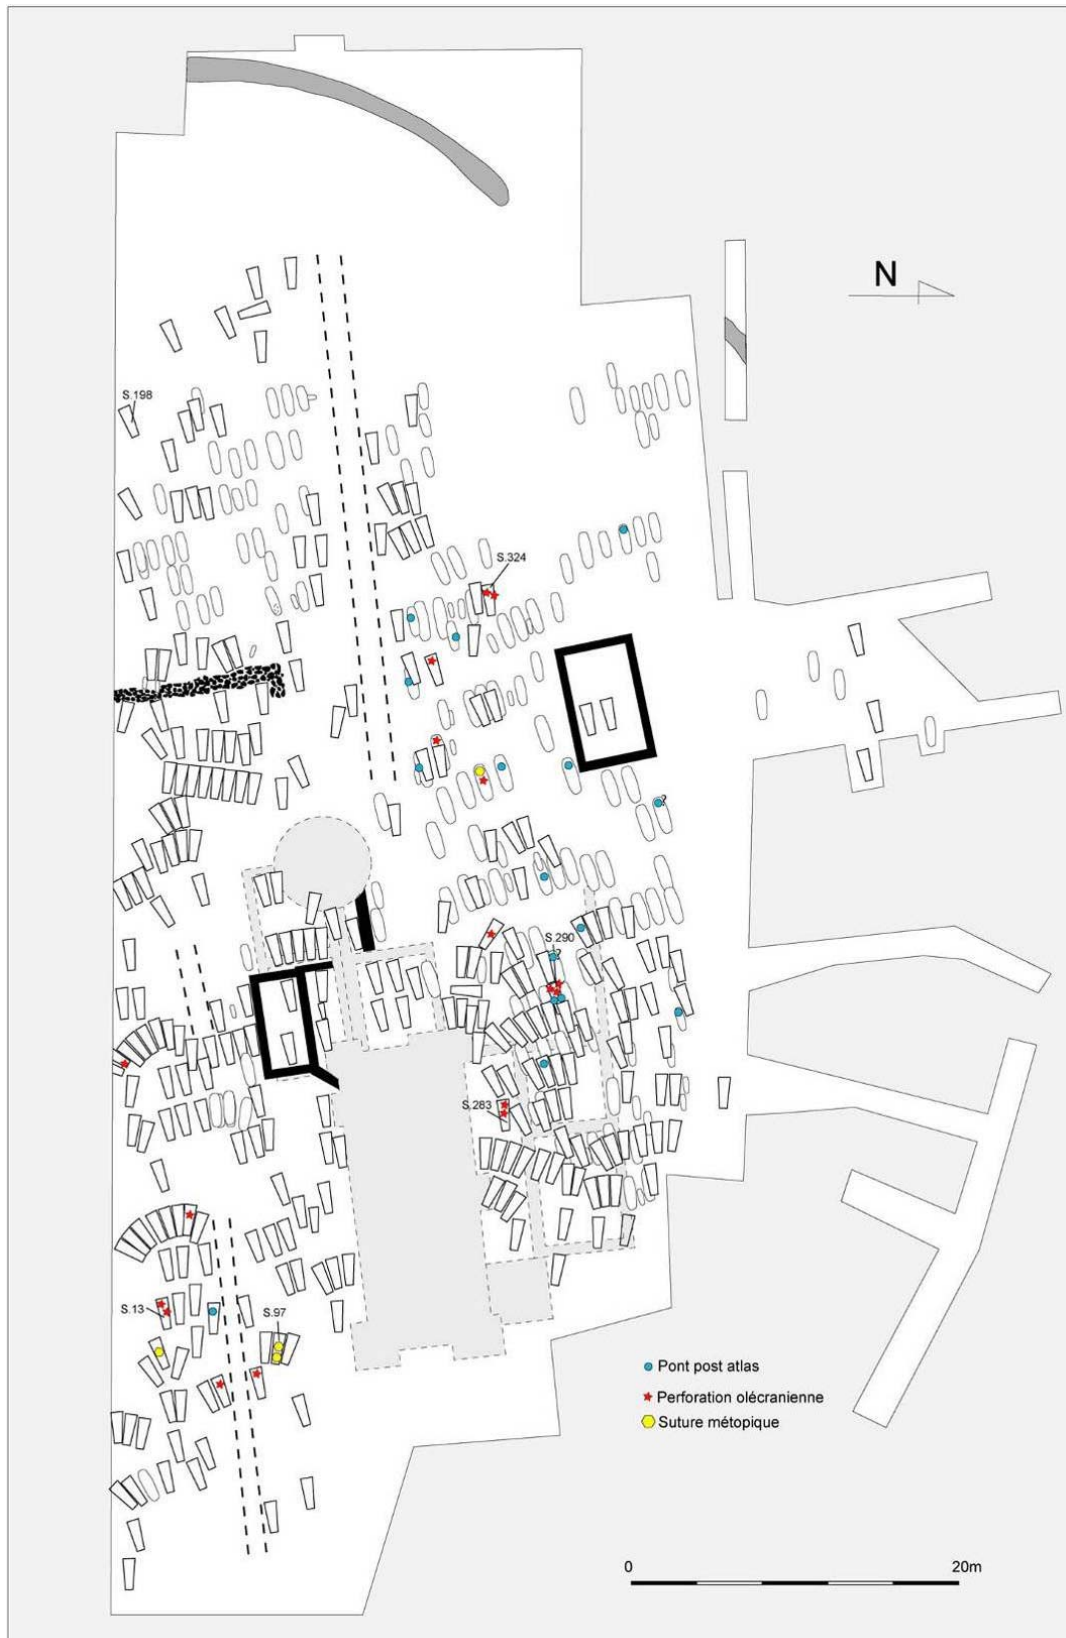 N
S.198
S.324
?
S.290
?
S.283
S.13
S.97
Pont post atlas
Perforation olécranienne
Suture métopique
0 20m